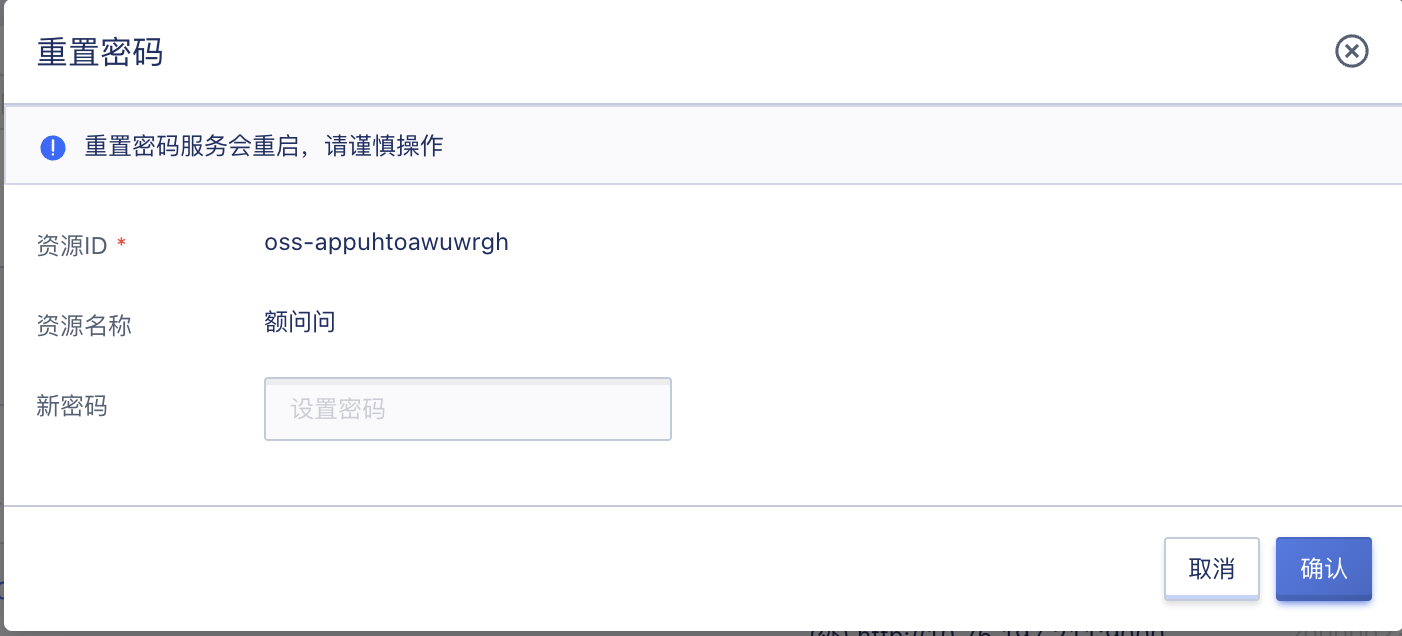 重置密码
重置密码服务会重启，请谨慎操作
资源ID *
oss-appuhtoawuwrgh
资源名称
额问问
新密码
设置密码
取消
确认